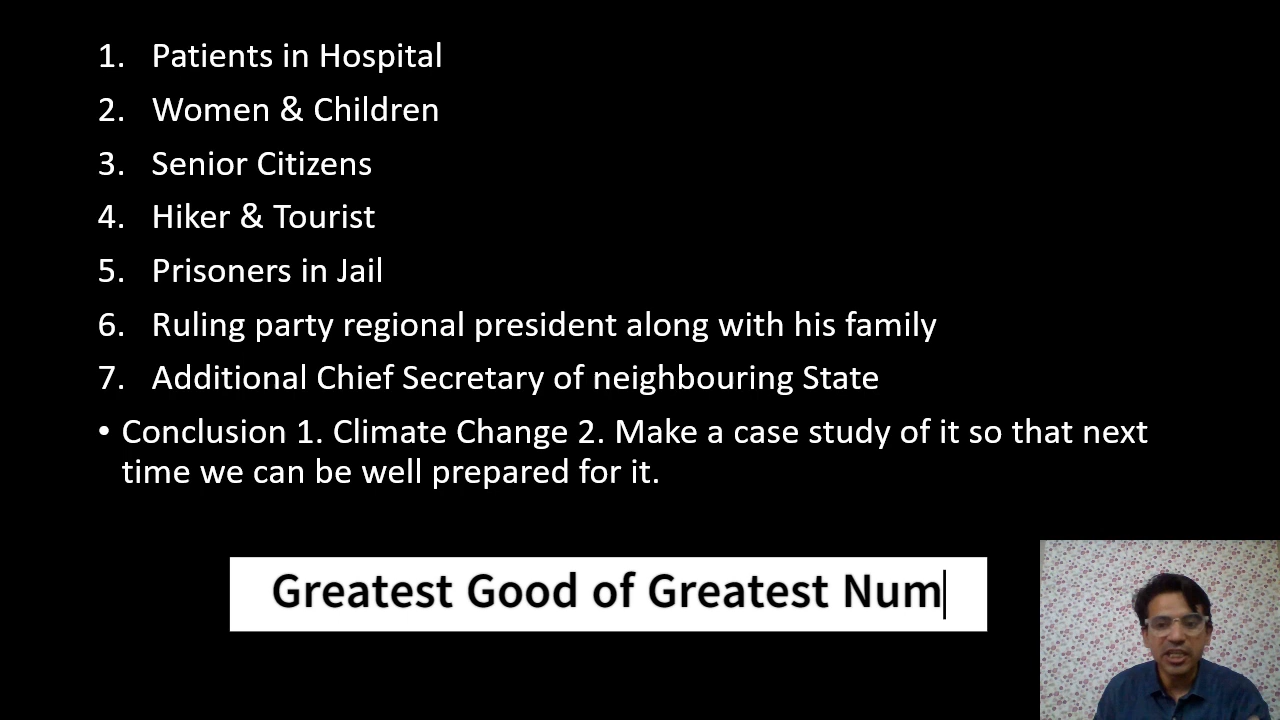 1. Patients in Hospital
2. Women & Children
3. Senior Citizens
4. Hiker & Tourist
5. Prisoners in Jail
6. Ruling party regional president along with his family
7. Additional Chief Secretary of neighbouring State
• Conclusion 1. Climate Change 2. Make a case study of it so that next
time we can be well prepared for it.
Greatest Good of Greatest Num